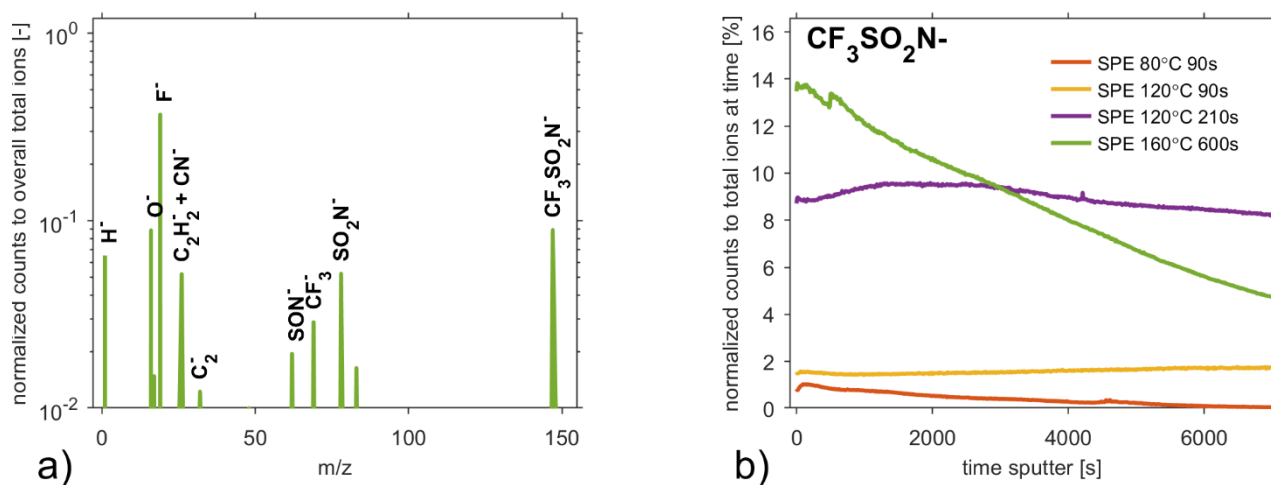 normalized counts to overall total ions [-]
10⁰
10⁻¹
10⁻²
H⁻
O⁻
F⁻
C₂H₂⁻ + CN⁻
C₂⁻
SON⁻
CF₃⁻
SO₂N⁻
CF₃SO₂N⁻
0
50
100
150
m/z
a)
normalized counts to total ions at time [%]
16
14
12
10
8
6
4
2
0
CF₃SO₂N-
SPE 80°C 90s
SPE 120°C 90s
SPE 120°C 210s
SPE 160°C 600s
0
2000
4000
6000
time sputter [s]
b)